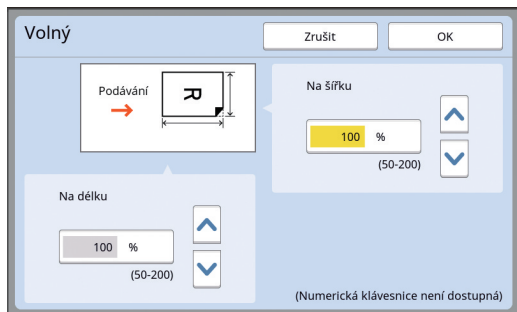 Volný
Zrušit
OK
Podávání
R
Na šířku
100 %
(50-200)
Na délku
100 %
(50-200)
(Numerická klávesnice není dostupná)